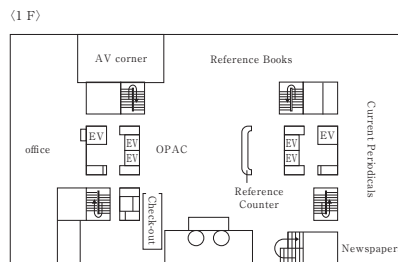 〈1 F〉
AV corner
Reference Books
office
EV
EV
EV
OPAC
EV
EV
EV
Current Periodicals
Reference
Counter
Check-out
Newspaper